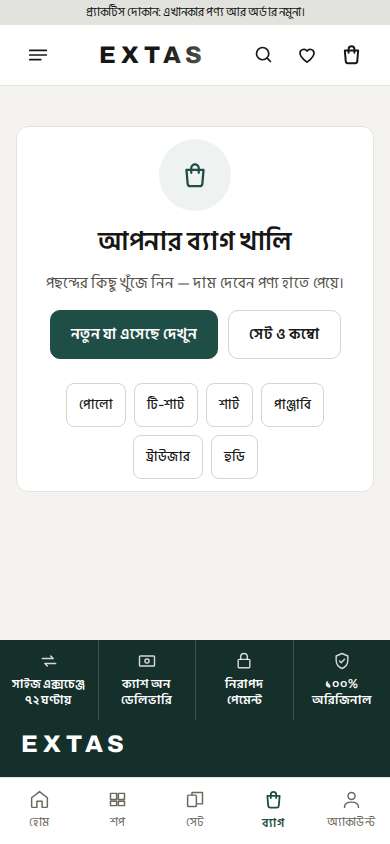 প্র্যাকটিস দোকান: এখানকার পণ্য আর অর্ডার নমুনা।
EXTAS
আপনার ব্যাগ খালি
পছন্দের কিছু খুঁজে নিন — দাম দেবেন পণ্য হাতে পেয়ে।
নতুন যা এসেছে দেখুন সেট ও কম্বো
পোলো টি-শার্ট শার্ট পাঞ্জাবি
ট্রাউজার হুডি
সাইজ এক্সচেঞ্জ
৭২ ঘণ্টায়
ক্যাশ অন
ডেলিভারি
নিরাপদ
পেমেন্ট
১০০%
অরিজিনাল
EXTAS
হোম শপ সেট ব্যাগ অ্যাকাউন্ট